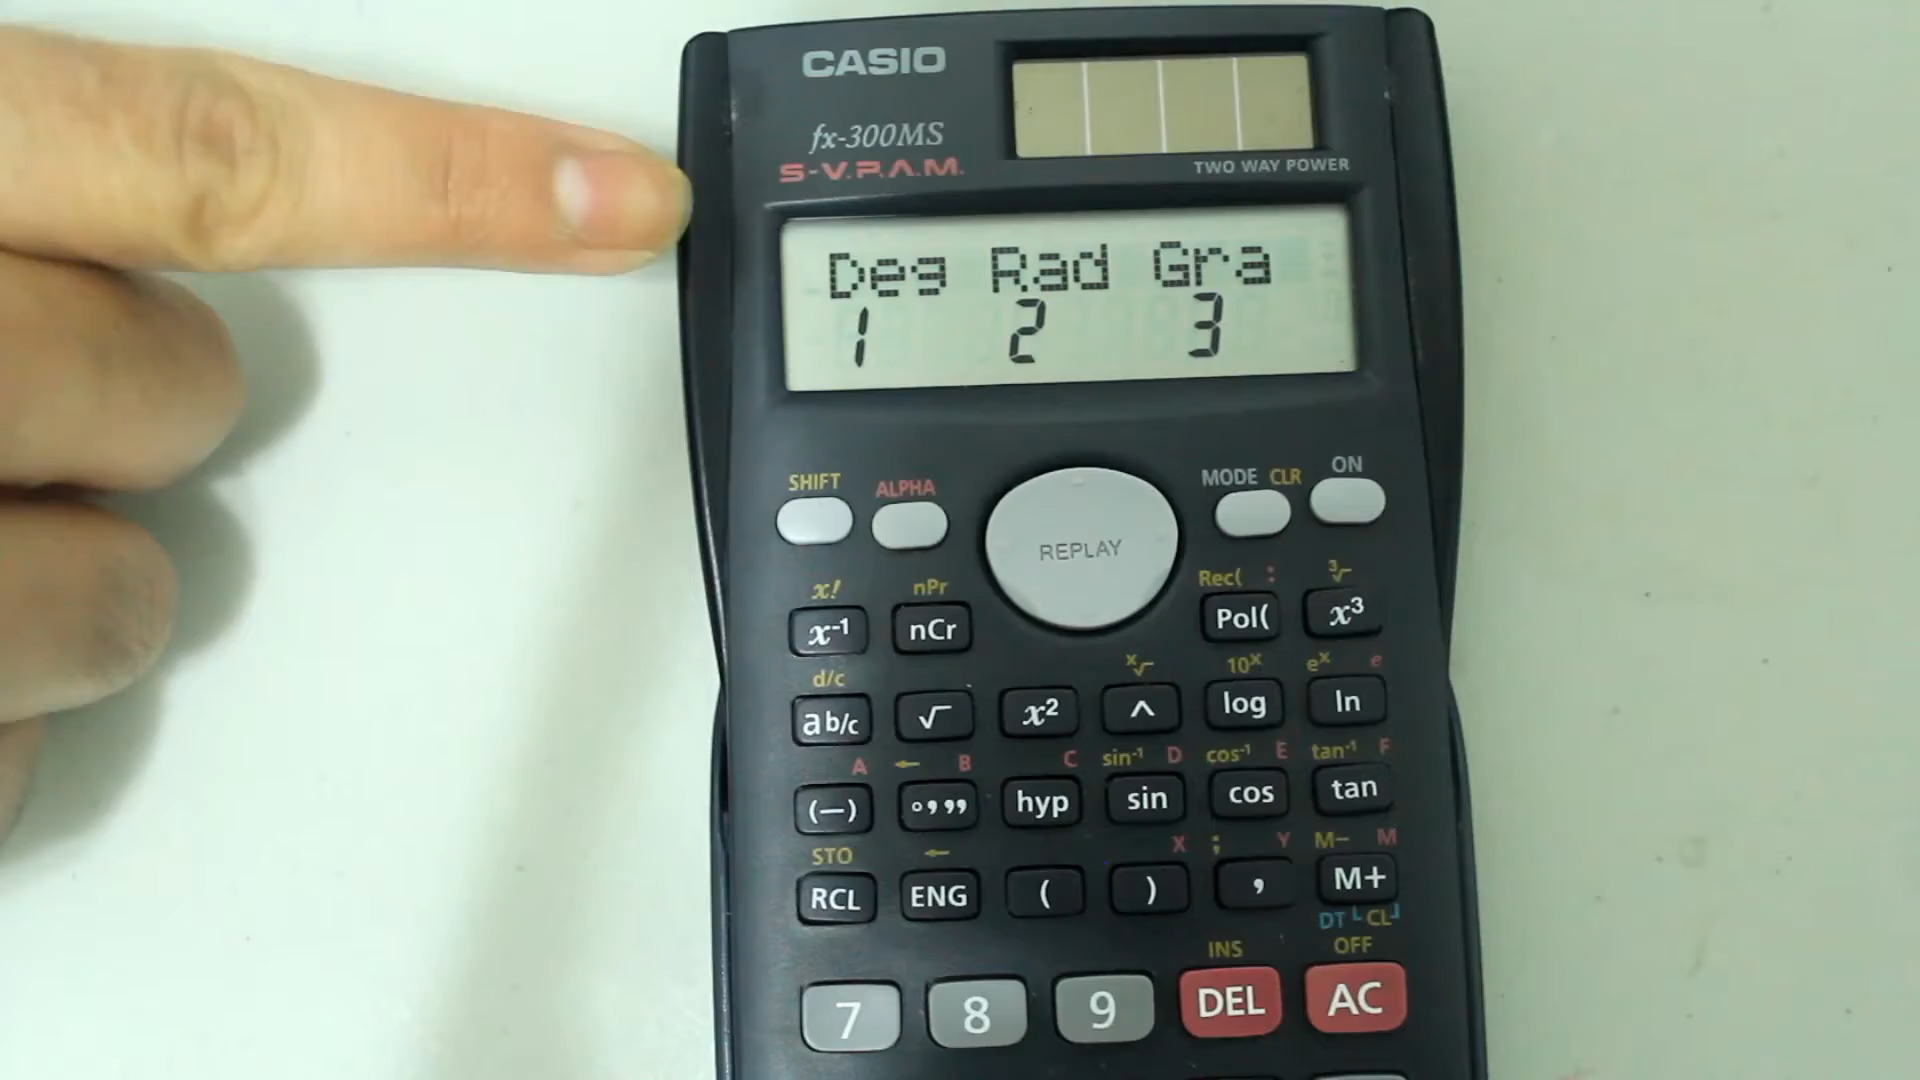 CASIO
fx-300MS
S-V.P.A.M.
TWO WAY POWER
Deg Rad Gra
1 2 3
SHIFT ALPHA MODE CLR ON
REPLAY
x! nPr Rec( : ³√
x⁻¹ nCr Pol( x³
d/c ˣ√ 10ˣ eˣ e
ab/c √ x² ^ log ln
A ← B C sin⁻¹ D cos⁻¹ E tan⁻¹ F
(−) ° , ,, hyp sin cos tan
STO ← X ; Y M− M
RCL ENG ( ) , M+
DT CL
INS OFF
7 8 9 DEL AC